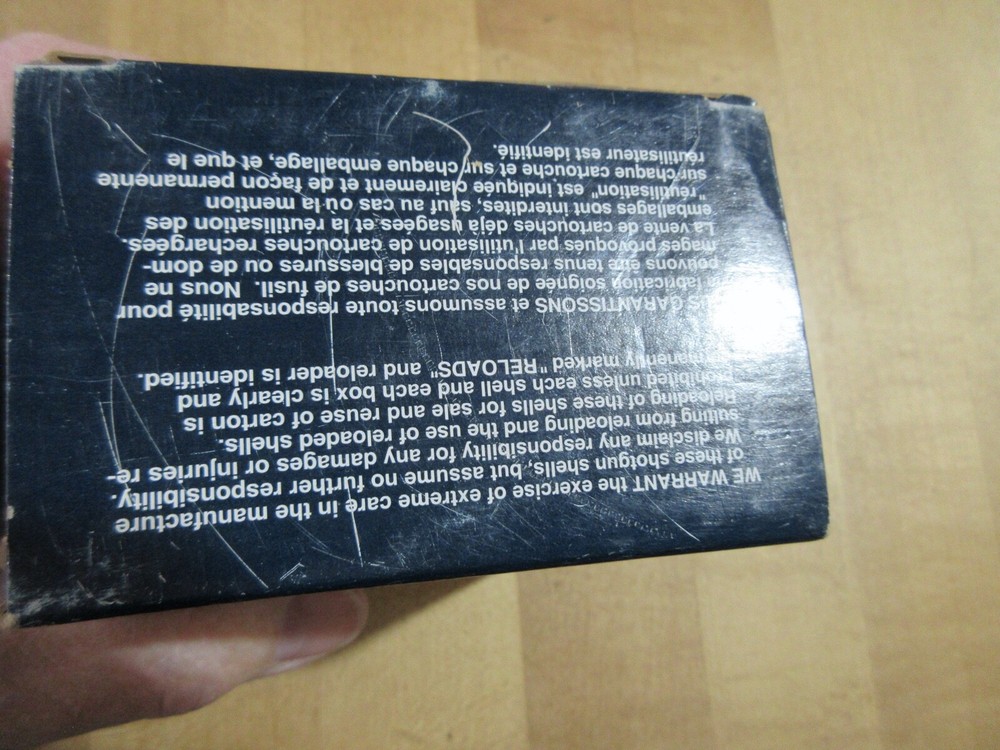 WE WARRANT the exercise of extreme care in the manufacture
of these shotgun shells, but, assume no further responsibility.
We disclaim any responsibility for any damages or injuries re-
sulting from reloading and the use of reloaded shells.
Reloading of these shells for sale and reuse of carton is
prohibited unless each shell and each box is clearly and
permanently marked "RELOADS" and reloader is identified.
GARANTISSONS et assumons toute responsabilité pour
la fabrication soignée de nos cartouches de fusil. Nous ne
pouvons être tenus responsables de blessures ou de dom-
mages provoqués par l'utilisation de cartouches rechargées.
La vente de cartouches déjà usagées et la réutilisation des
emballages sont interdites, sauf au cas où la mention
"réutilisation" est indiquée clairement et de façon permanente
sur chaque cartouche et sur chaque emballage, et que le
réutilisateur est identifié.